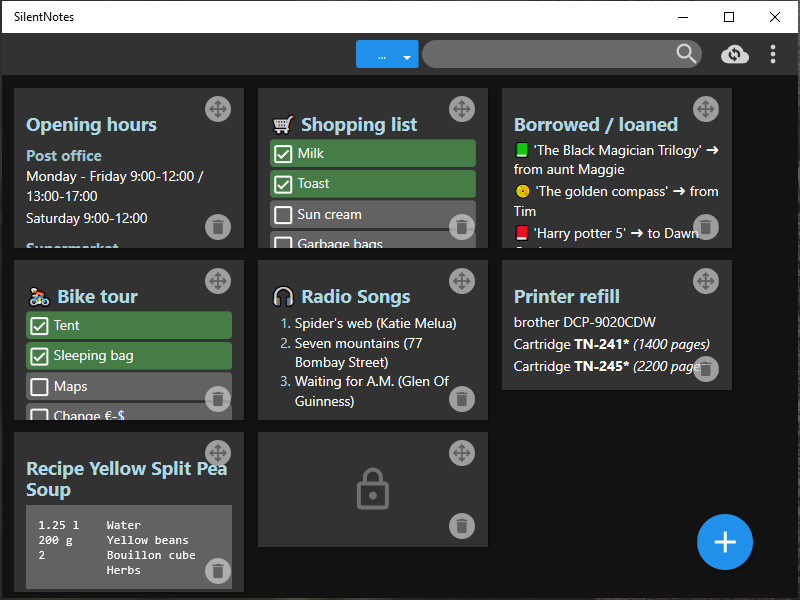 SilentNotes
...
Opening hours
Post office
Monday - Friday 9:00-12:00 /
13:00-17:00
Saturday 9:00-12:00
Supermarket
Shopping list
Milk
Toast
Sun cream
Garbage bags
Borrowed / loaned
'The Black Magician Trilogy' ➔
from aunt Maggie
'The golden compass' ➔ from
Tim
'Harry potter 5' ➔ to Dawn
Bike tour
Tent
Sleeping bag
Maps
Change €-$
Radio Songs
1. Spider's web (Katie Melua)
2. Seven mountains (77
Bombay Street)
3. Waiting for A.M. (Glen Of
Guinness)
Printer refill
brother DCP-9020CDW
Cartridge TN-241* (1400 pages)
Cartridge TN-245* (2200 page
Recipe Yellow Split Pea
Soup
1.25 l Water
200 g Yellow beans
2 Bouillon cube
Herbs